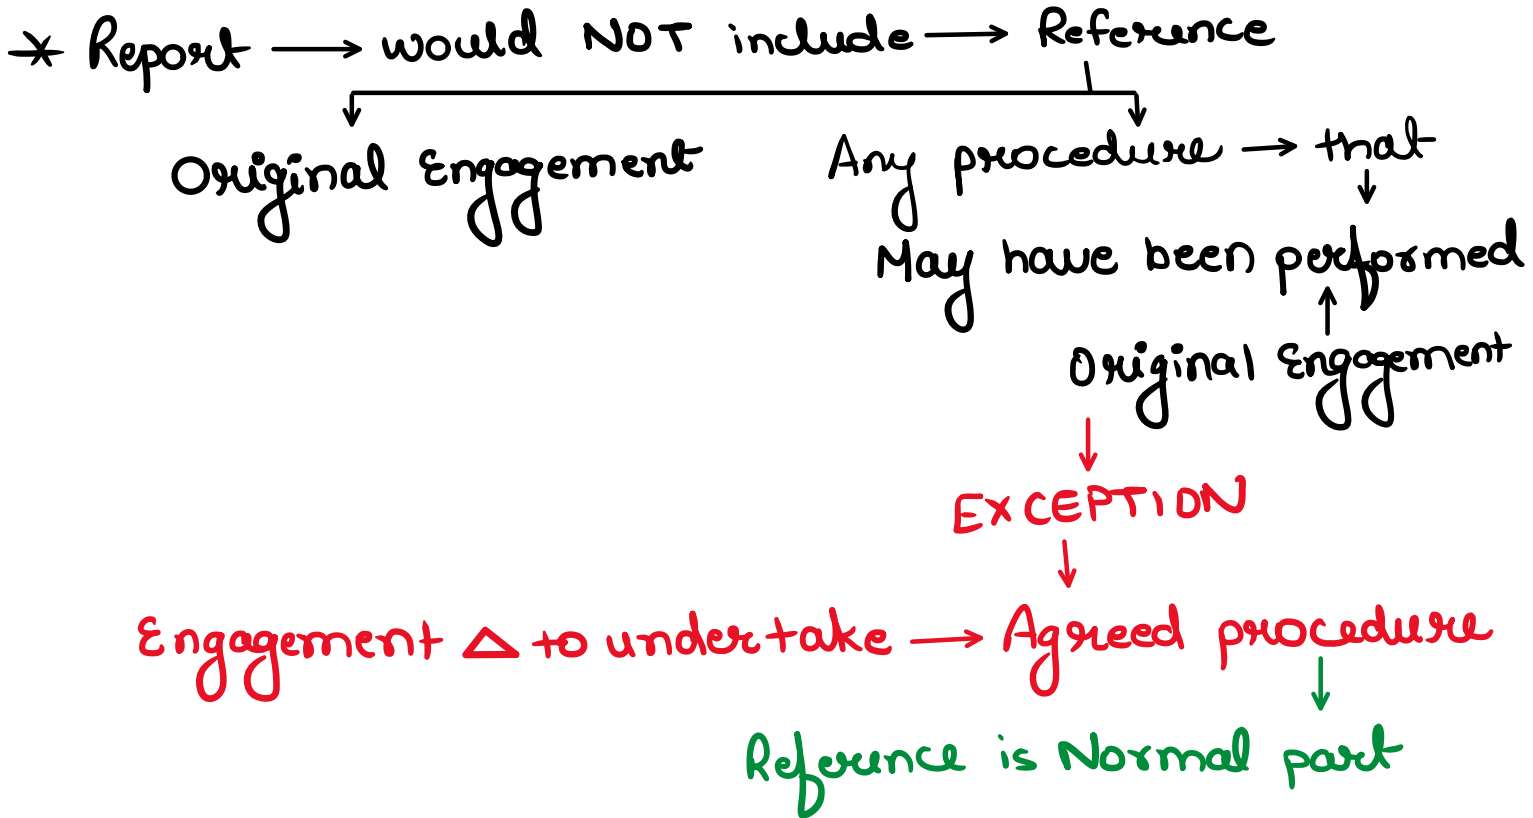 * Report → would NOT include → Reference
Original Engagement Any procedure → that
May have been performed
Original Engagement
EXCEPTION
Engagement Δ to undertake → Agreed procedure
Reference is Normal part